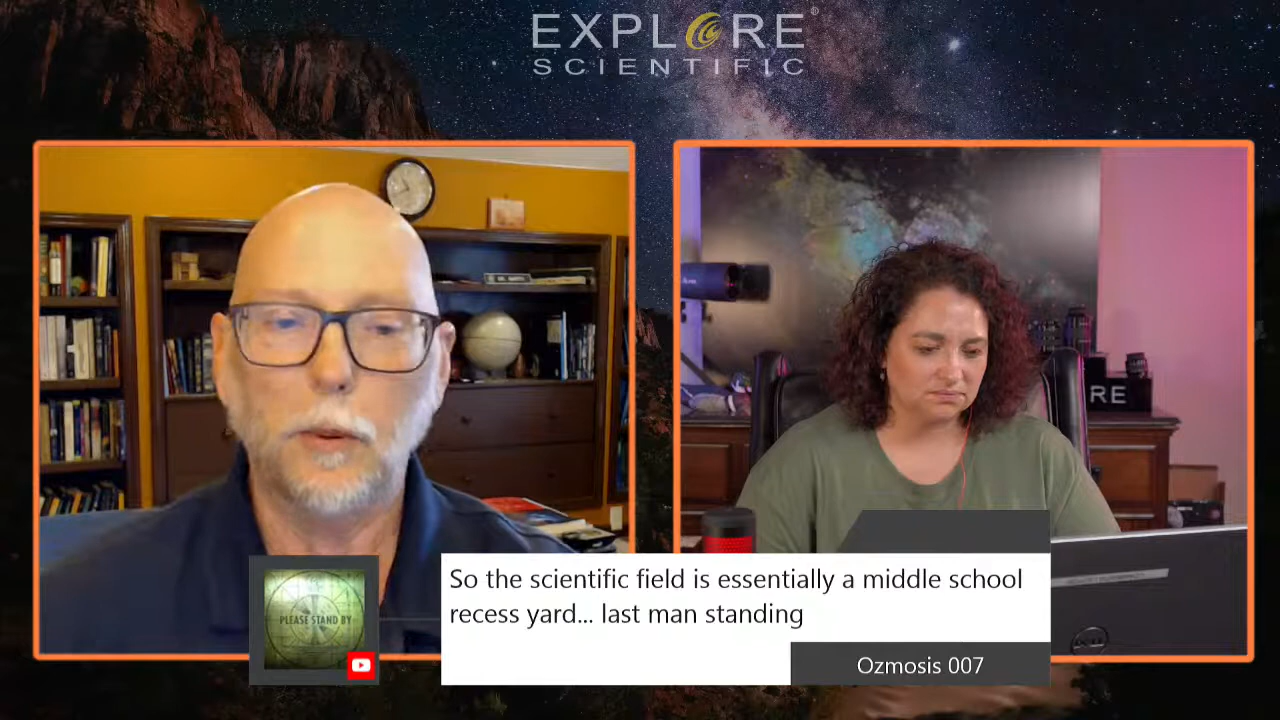 EXPLORE
SCIENTIFIC
®
RE
PLEASE STAND BY
So the scientific field is essentially a middle school
recess yard... last man standing
Ozmosis 007
DELL